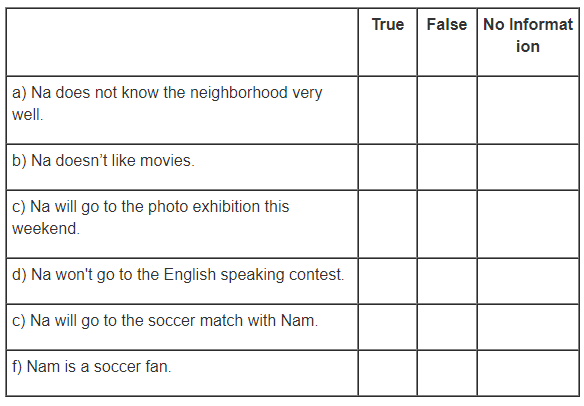 True False No Informat
ion
a) Na does not know the neighborhood very
well.
b) Na doesn’t like movies.
c) Na will go to the photo exhibition this
weekend.
d) Na won't go to the English speaking contest.
c) Na will go to the soccer match with Nam.
f) Nam is a soccer fan.